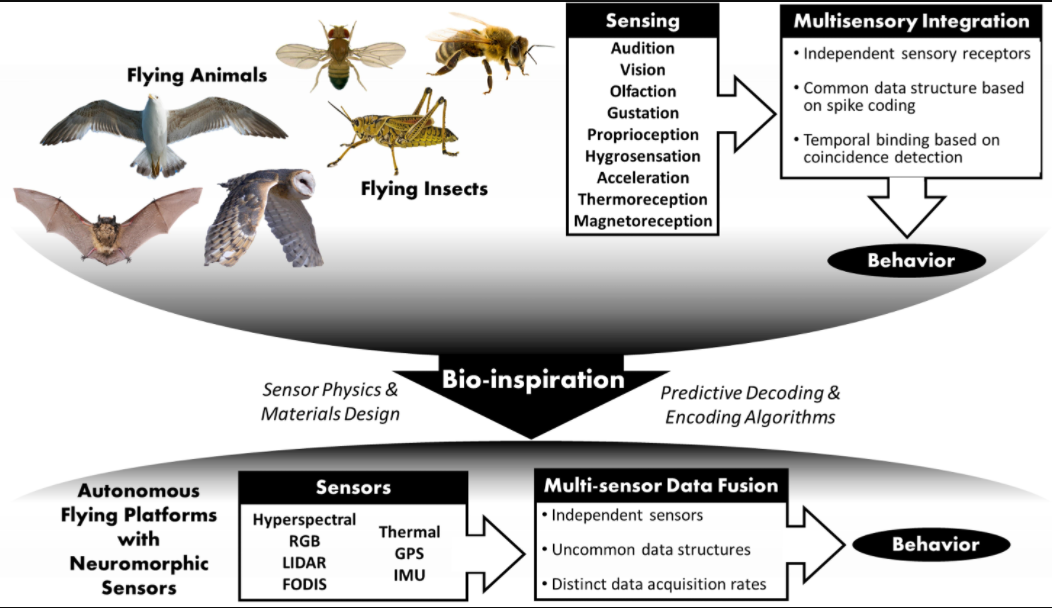 Flying Animals
Flying Insects
Sensing
Audition
Vision
Olfaction
Gustation
Proprioception
Hygrosensation
Acceleration
Thermoreception
Magnetoreception
Multisensory Integration
• Independent sensory receptors
• Common data structure based
on spike coding
• Temporal binding based on
coincidence detection
Behavior
Bio-inspiration
Sensor Physics &
Materials Design
Predictive Decoding &
Encoding Algorithms
Autonomous
Flying Platforms
with
Neuromorphic
Sensors
Sensors
Hyperspectral
RGB
LIDAR
FODIS
Thermal
GPS
IMU
Multi-sensor Data Fusion
• Independent sensors
• Uncommon data structures
• Distinct data acquisition rates
Behavior